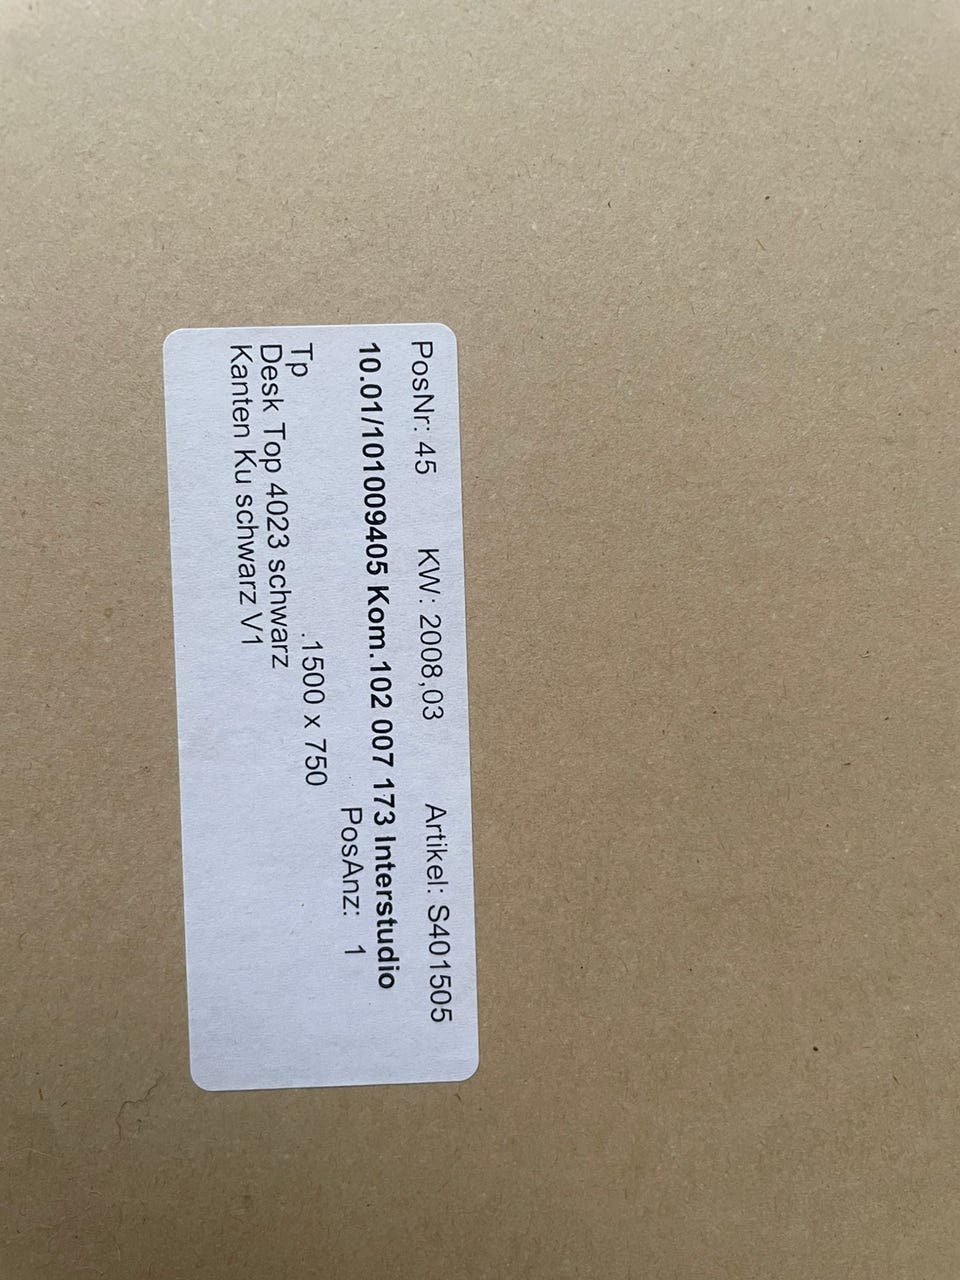 PosNr: 45 KW: 2008,03 Artikel: S401505
10.01/101009405 Kom.102 007 173 Interstudio
PosAnz: 1
Tp .1500 x 750
Desk Top 4023 schwarz
Kanten Ku schwarz V1